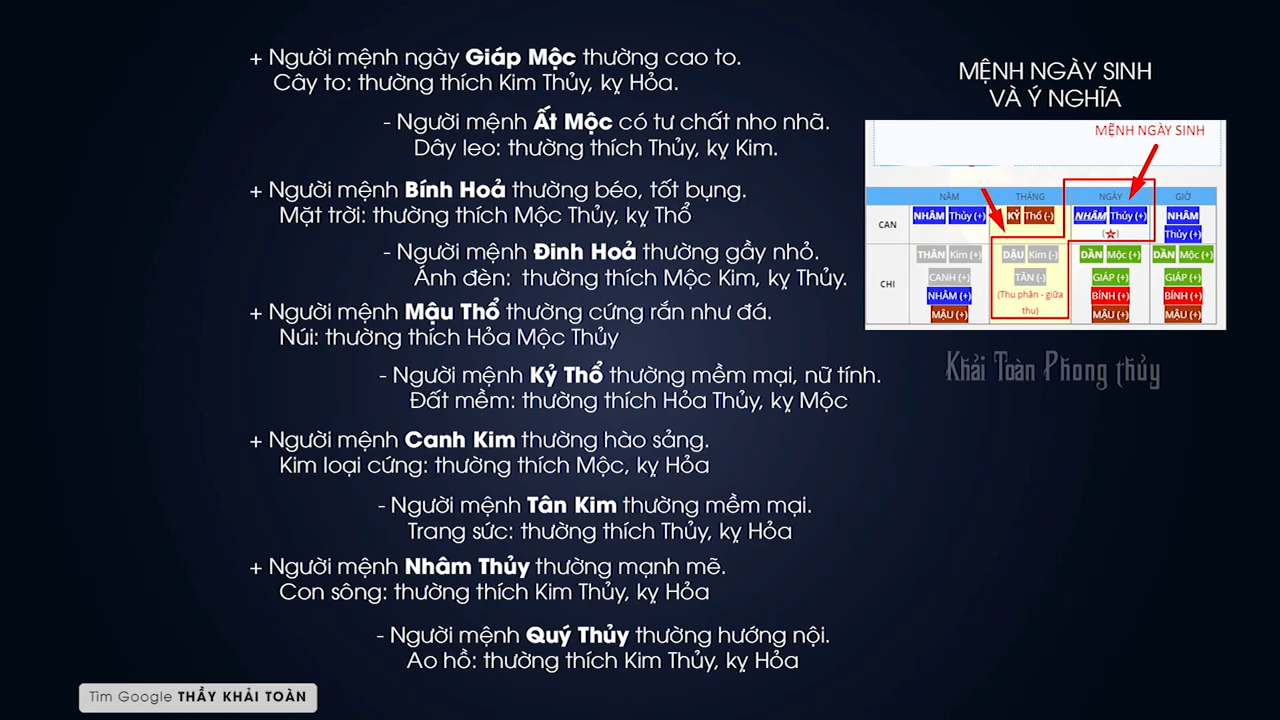 + Người mệnh ngày Giáp Mộc thường cao to.
Cây to: thường thích Kim Thủy, kỵ Hỏa.
- Người mệnh Ất Mộc có tư chất nho nhã.
Dây leo: thường thích Thủy, kỵ Kim.
+ Người mệnh Bính Hoả thường béo, tốt bụng.
Mặt trời: thường thích Mộc Thủy, kỵ Thổ
- Người mệnh Đinh Hoả thường gầy nhỏ.
Ánh đèn: thường thích Mộc Kim, kỵ Thủy.
+ Người mệnh Mậu Thổ thường cứng rắn như đá.
Núi: thường thích Hỏa Mộc Thủy
- Người mệnh Kỷ Thổ thường mềm mại, nữ tính.
Đất mềm: thường thích Hỏa Thủy, kỵ Mộc
+ Người mệnh Canh Kim thường hào sảng.
Kim loại cứng: thường thích Mộc, kỵ Hỏa
- Người mệnh Tân Kim thường mềm mại.
Trang sức: thường thích Thủy, kỵ Hỏa
+ Người mệnh Nhâm Thủy thường mạnh mẽ.
Con sông: thường thích Kim Thủy, kỵ Hỏa
- Người mệnh Quý Thủy thường hướng nội.
Ao hồ: thường thích Kim Thủy, kỵ Hỏa
MỆNH NGÀY SINH
VÀ Ý NGHĨA
MỆNH NGÀY SINH
NĂM THÁNG NGÀY GIỜ
CAN NHÂM Thủy (+) KỶ Thổ (-) NHÂM Thủy (+) NHÂM
(☆) Thủy (+)
THÂN Kim (+) DẬU Kim (-) DẦN Mộc (+) DẦN Mộc (+)
CHI CANH (+) TÂN (-) GIÁP (+) GIÁP (+)
NHÂM (+) (Thu phân - giữa BÍNH (+) BÍNH (+)
MẬU (+) thu) MẬU (+) MẬU (+)
Khải Toàn Phong thủy
Tìm Google THẦY KHẢI TOÀN